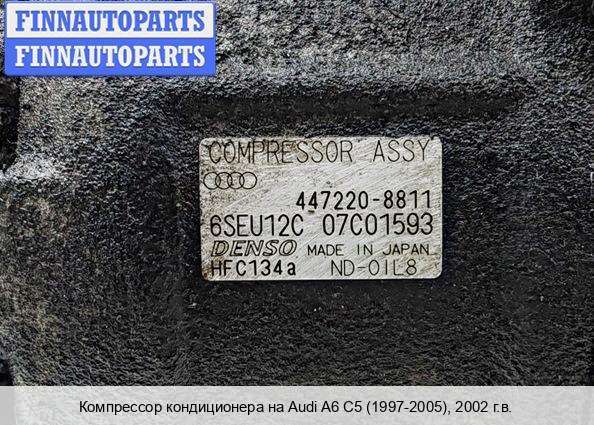 FINNAUTOPARTS
FINNAUTOPARTS
COMPRESSOR ASSY
447220-8811
6SEU12C 07C01593
DENSO MADE IN JAPAN
HFC134a ND-OIL8
Компрессор кондиционера на Audi A6 C5 (1997-2005), 2002 г.в.